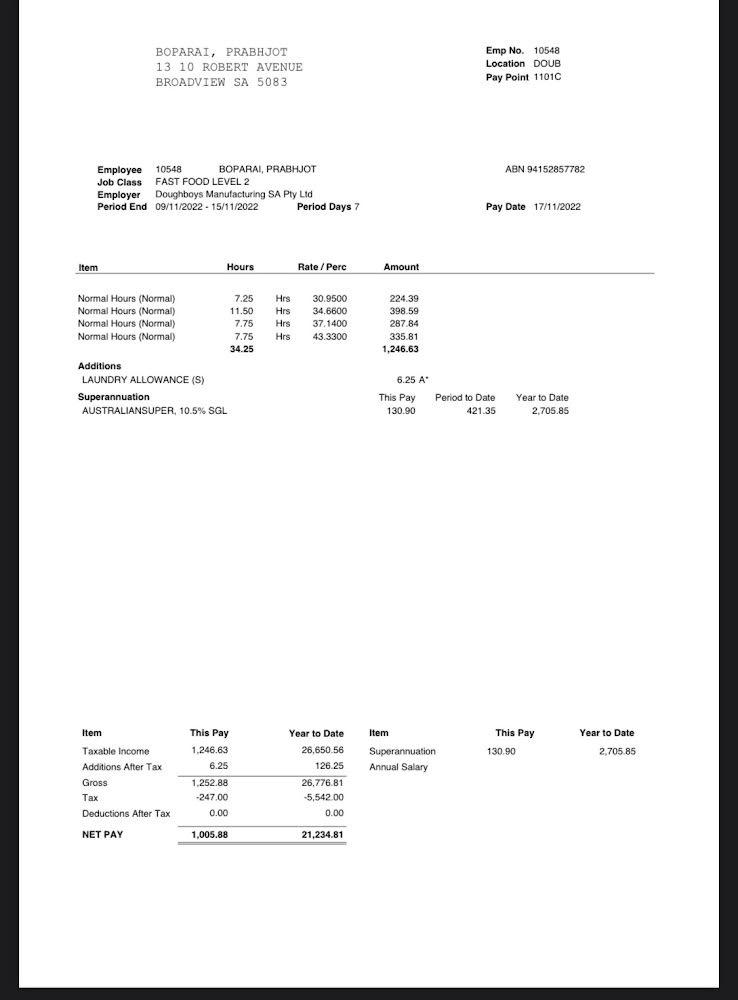 BOPARAI, PRABHJOT
13 10 ROBERT AVENUE
BROADVIEW SA 5083
Emp No. 10548
Location DOUB
Pay Point 1101C
Employee 10548 BOPARAI, PRABHJOT ABN 94152857782
Job Class FAST FOOD LEVEL 2
Employer Doughboys Manufacturing SA Pty Ltd
Period End 09/11/2022 - 15/11/2022 Period Days 7 Pay Date 17/11/2022
Item Hours Rate / Perc Amount
Normal Hours (Normal) 7.25 Hrs 30.9500 224.39
Normal Hours (Normal) 11.50 Hrs 34.6600 398.59
Normal Hours (Normal) 7.75 Hrs 37.1400 287.84
Normal Hours (Normal) 7.75 Hrs 43.3300 335.81
34.25 1,246.63
Additions
LAUNDRY ALLOWANCE (S) 6.25 A*
Superannuation This Pay Period to Date Year to Date
AUSTRALIANSUPER, 10.5% SGL 130.90 421.35 2,705.85
Item This Pay Year to Date Item This Pay Year to Date
Taxable Income 1,246.63 26,650.56 Superannuation 130.90 2,705.85
Additions After Tax 6.25 126.25 Annual Salary
Gross 1,252.88 26,776.81
Tax -247.00 -5,542.00
Deductions After Tax 0.00 0.00
NET PAY 1,005.88 21,234.81